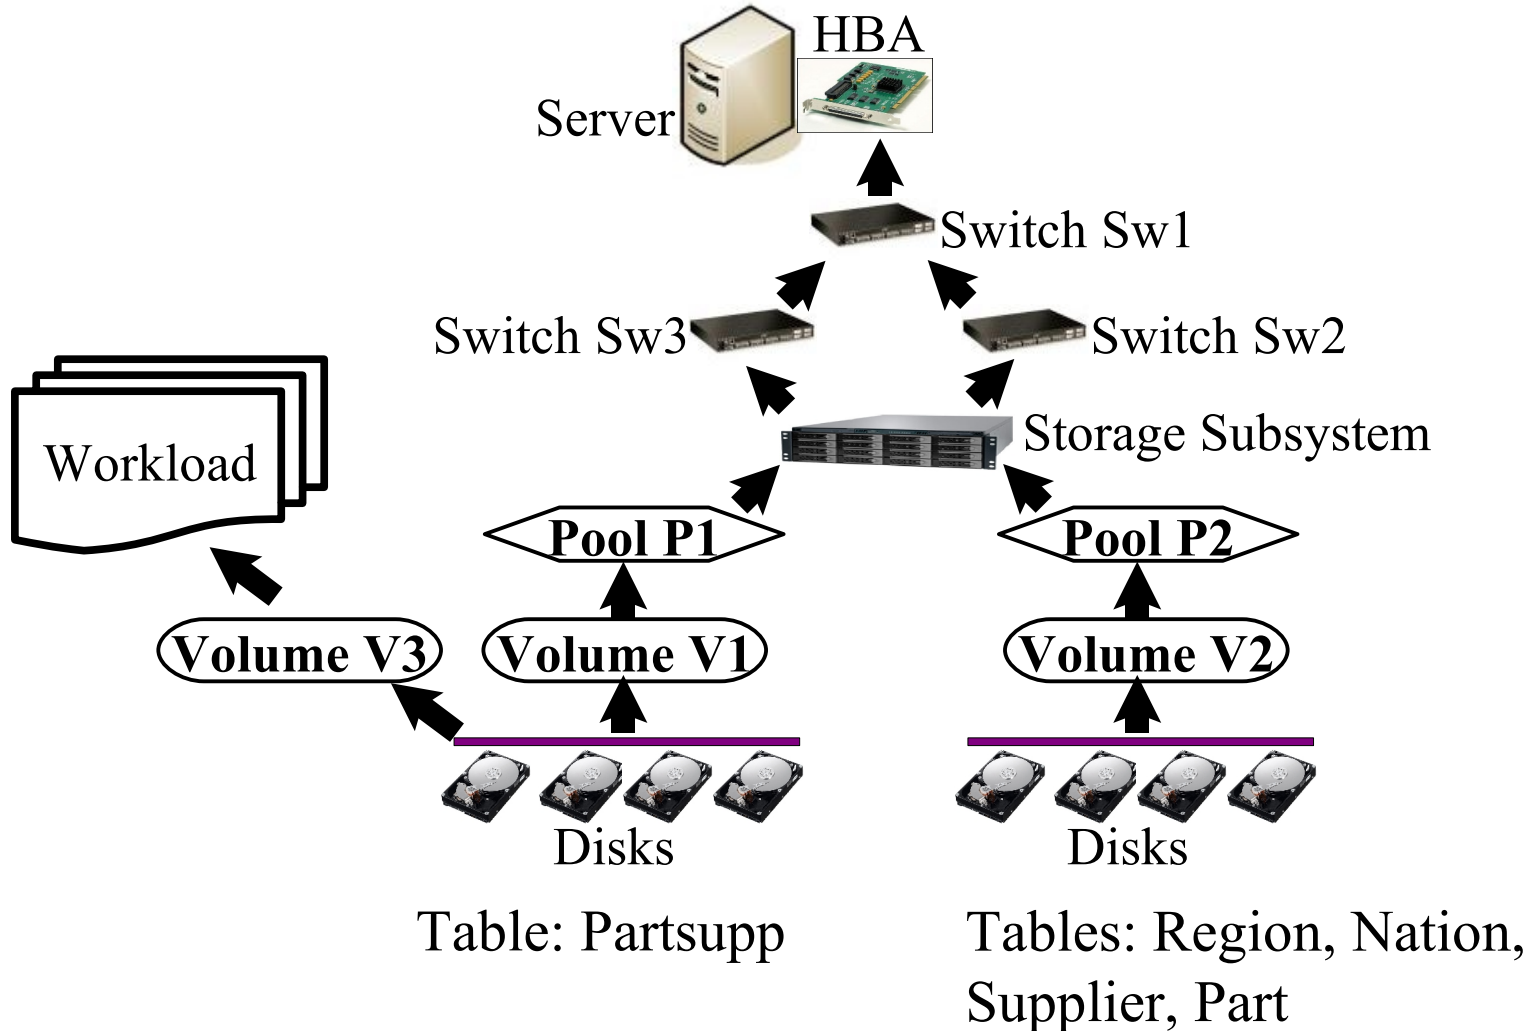 HBA
Server
Switch Sw1
Switch Sw3
Switch Sw2
Storage Subsystem
Workload
Pool P1
Pool P2
Volume V3
Volume V1
Volume V2
Disks
Disks
Table: Partsupp
Tables: Region, Nation,
Supplier, Part